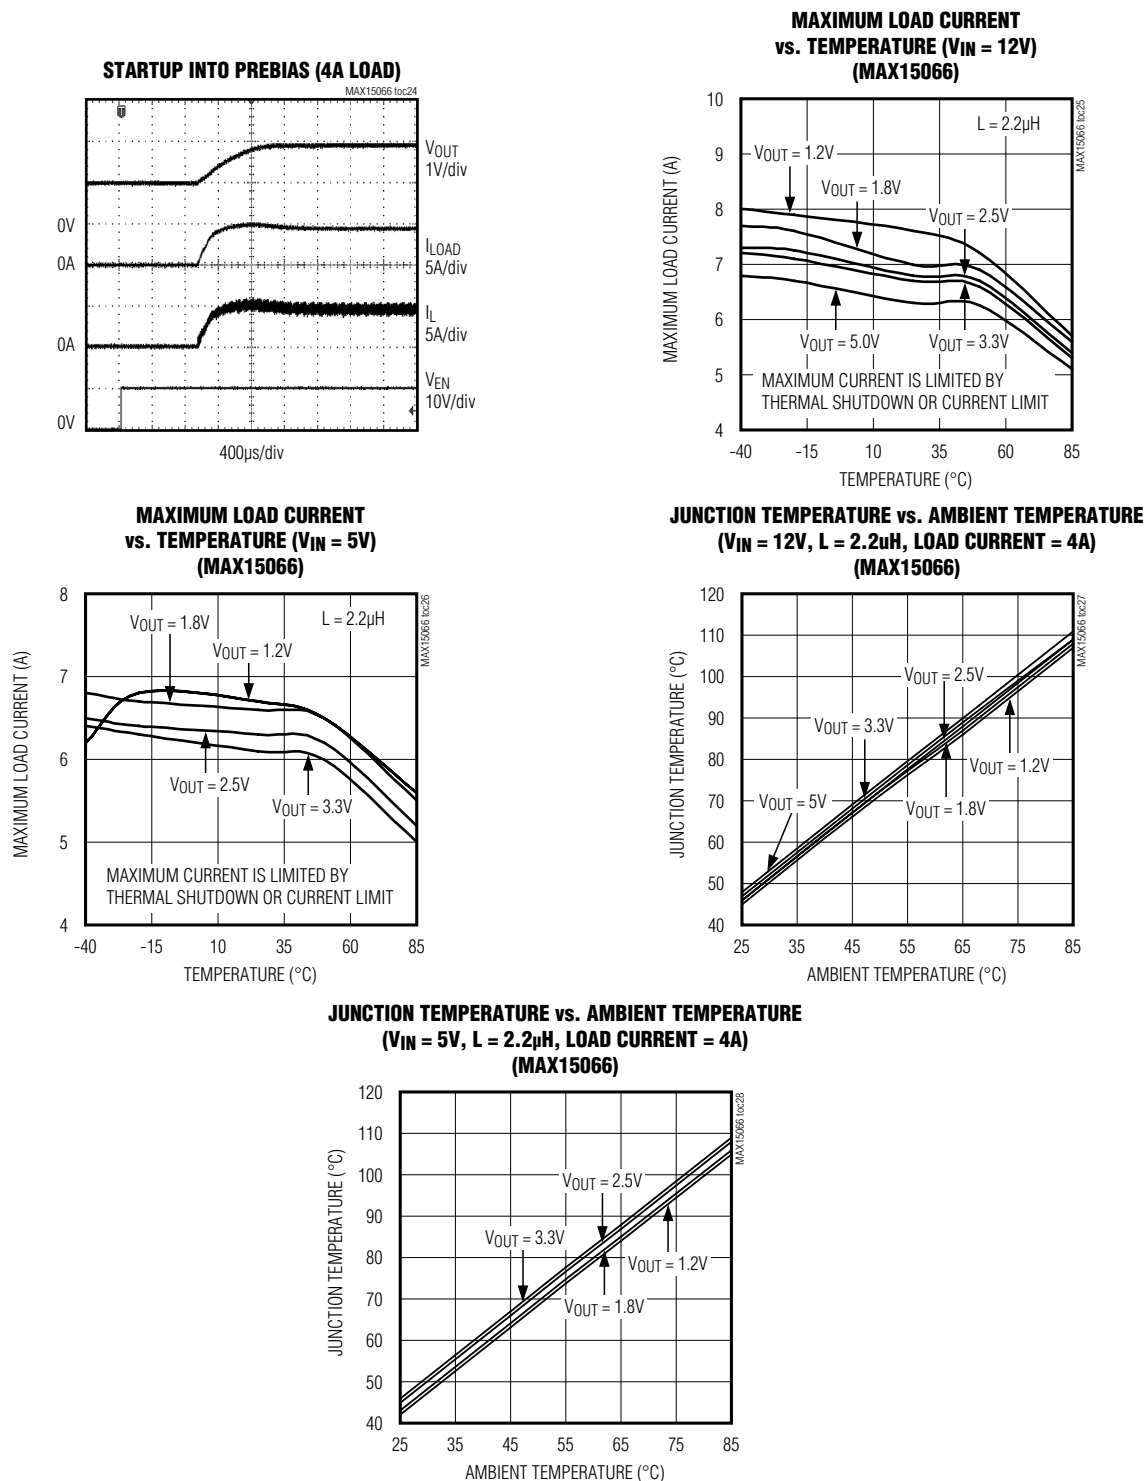 STARTUP INTO PREBIAS (4A LOAD)
MAX15066 toc24
VOUT
1V/div
0V
ILOAD
5A/div
0A
IL
5A/div
0A
VEN
10V/div
0V
400µs/div
MAXIMUM LOAD CURRENT
vs. TEMPERATURE (VIN = 12V)
(MAX15066)
MAX15066 toc25
L = 2.2µH
VOUT = 1.2V
VOUT = 1.8V
VOUT = 2.5V
VOUT = 5.0V
VOUT = 3.3V
MAXIMUM CURRENT IS LIMITED BY
THERMAL SHUTDOWN OR CURRENT LIMIT
MAXIMUM LOAD CURRENT (A)
10
9
8
7
6
5
4
-40 -15 10 35 60 85
TEMPERATURE (°C)
MAXIMUM LOAD CURRENT
vs. TEMPERATURE (VIN = 5V)
(MAX15066)
MAX15066 toc26
L = 2.2µH
VOUT = 1.8V
VOUT = 1.2V
VOUT = 2.5V
VOUT = 3.3V
MAXIMUM CURRENT IS LIMITED BY
THERMAL SHUTDOWN OR CURRENT LIMIT
MAXIMUM LOAD CURRENT (A)
8
7
6
5
4
-40 -15 10 35 60 85
TEMPERATURE (°C)
JUNCTION TEMPERATURE vs. AMBIENT TEMPERATURE
(VIN = 12V, L = 2.2uH, LOAD CURRENT = 4A)
(MAX15066)
MAX15066 toc27
VOUT = 2.5V
VOUT = 3.3V
VOUT = 1.2V
VOUT = 5V
VOUT = 1.8V
JUNCTION TEMPERATURE (°C)
120
110
100
90
80
70
60
50
40
25 35 45 55 65 75 85
AMBIENT TEMPERATURE (°C)
JUNCTION TEMPERATURE vs. AMBIENT TEMPERATURE
(VIN = 5V, L = 2.2µH, LOAD CURRENT = 4A)
(MAX15066)
MAX15066 toc28
VOUT = 2.5V
VOUT = 3.3V
VOUT = 1.2V
VOUT = 1.8V
JUNCTION TEMPERATURE (°C)
120
110
100
90
80
70
60
50
40
25 35 45 55 65 75 85
AMBIENT TEMPERATURE (°C)